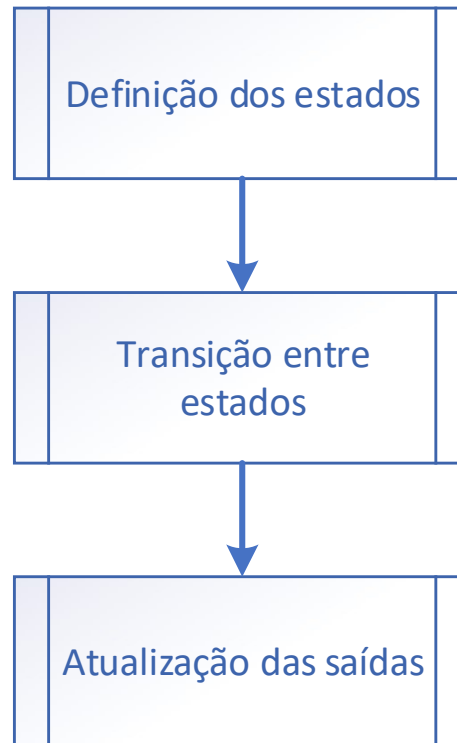 Definição dos estados
Transição entre
estados
Atualização das saídas